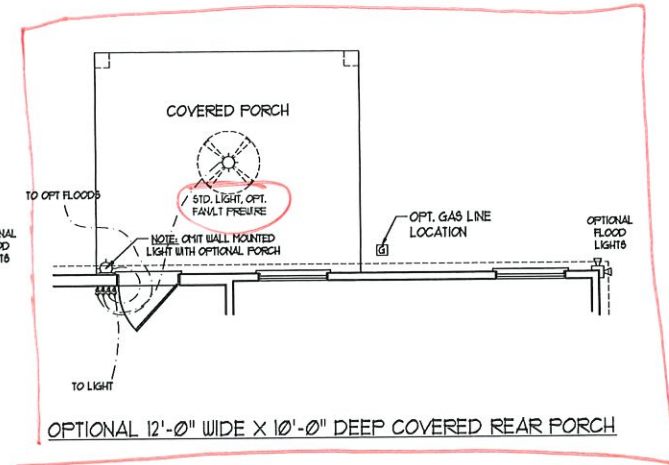 COVERED PORCH
TO OPT FLOODS
STD. LIGHT, OPT.
FAN/LT PREWIRE
NOTE: OMIT WALL MOUNTED
LIGHT WITH OPTIONAL PORCH
OPT. GAS LINE
LOCATION
G
OPTIONAL
FLOOD
LIGHTS
TO LIGHT
OPTIONAL 12'-0" WIDE X 10'-0" DEEP COVERED REAR PORCH